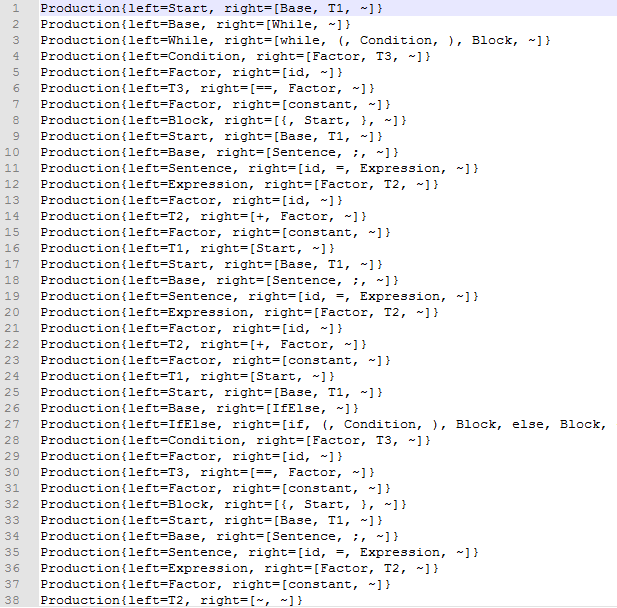 1 Production{left=Start, right=[Base, T1, ~]}
2 Production{left=Base, right=[While, ~]}
3 Production{left=While, right=[while, (, Condition, ), Block, ~]}
4 Production{left=Condition, right=[Factor, T3, ~]}
5 Production{left=Factor, right=[id, ~]}
6 Production{left=T3, right=[==, Factor, ~]}
7 Production{left=Factor, right=[constant, ~]}
8 Production{left=Block, right=[{, Start, }, ~]}
9 Production{left=Start, right=[Base, T1, ~]}
10 Production{left=Base, right=[Sentence, ;, ~]}
11 Production{left=Sentence, right=[id, =, Expression, ~]}
12 Production{left=Expression, right=[Factor, T2, ~]}
13 Production{left=Factor, right=[id, ~]}
14 Production{left=T2, right=[+, Factor, ~]}
15 Production{left=Factor, right=[constant, ~]}
16 Production{left=T1, right=[Start, ~]}
17 Production{left=Start, right=[Base, T1, ~]}
18 Production{left=Base, right=[Sentence, ;, ~]}
19 Production{left=Sentence, right=[id, =, Expression, ~]}
20 Production{left=Expression, right=[Factor, T2, ~]}
21 Production{left=Factor, right=[id, ~]}
22 Production{left=T2, right=[+, Factor, ~]}
23 Production{left=Factor, right=[constant, ~]}
24 Production{left=T1, right=[Start, ~]}
25 Production{left=Start, right=[Base, T1, ~]}
26 Production{left=Base, right=[IfElse, ~]}
27 Production{left=IfElse, right=[if, (, Condition, ), Block, else, Block,
28 Production{left=Condition, right=[Factor, T3, ~]}
29 Production{left=Factor, right=[id, ~]}
30 Production{left=T3, right=[==, Factor, ~]}
31 Production{left=Factor, right=[constant, ~]}
32 Production{left=Block, right=[{, Start, }, ~]}
33 Production{left=Start, right=[Base, T1, ~]}
34 Production{left=Base, right=[Sentence, ;, ~]}
35 Production{left=Sentence, right=[id, =, Expression, ~]}
36 Production{left=Expression, right=[Factor, T2, ~]}
37 Production{left=Factor, right=[constant, ~]}
38 Production{left=T2, right=[~, ~]}